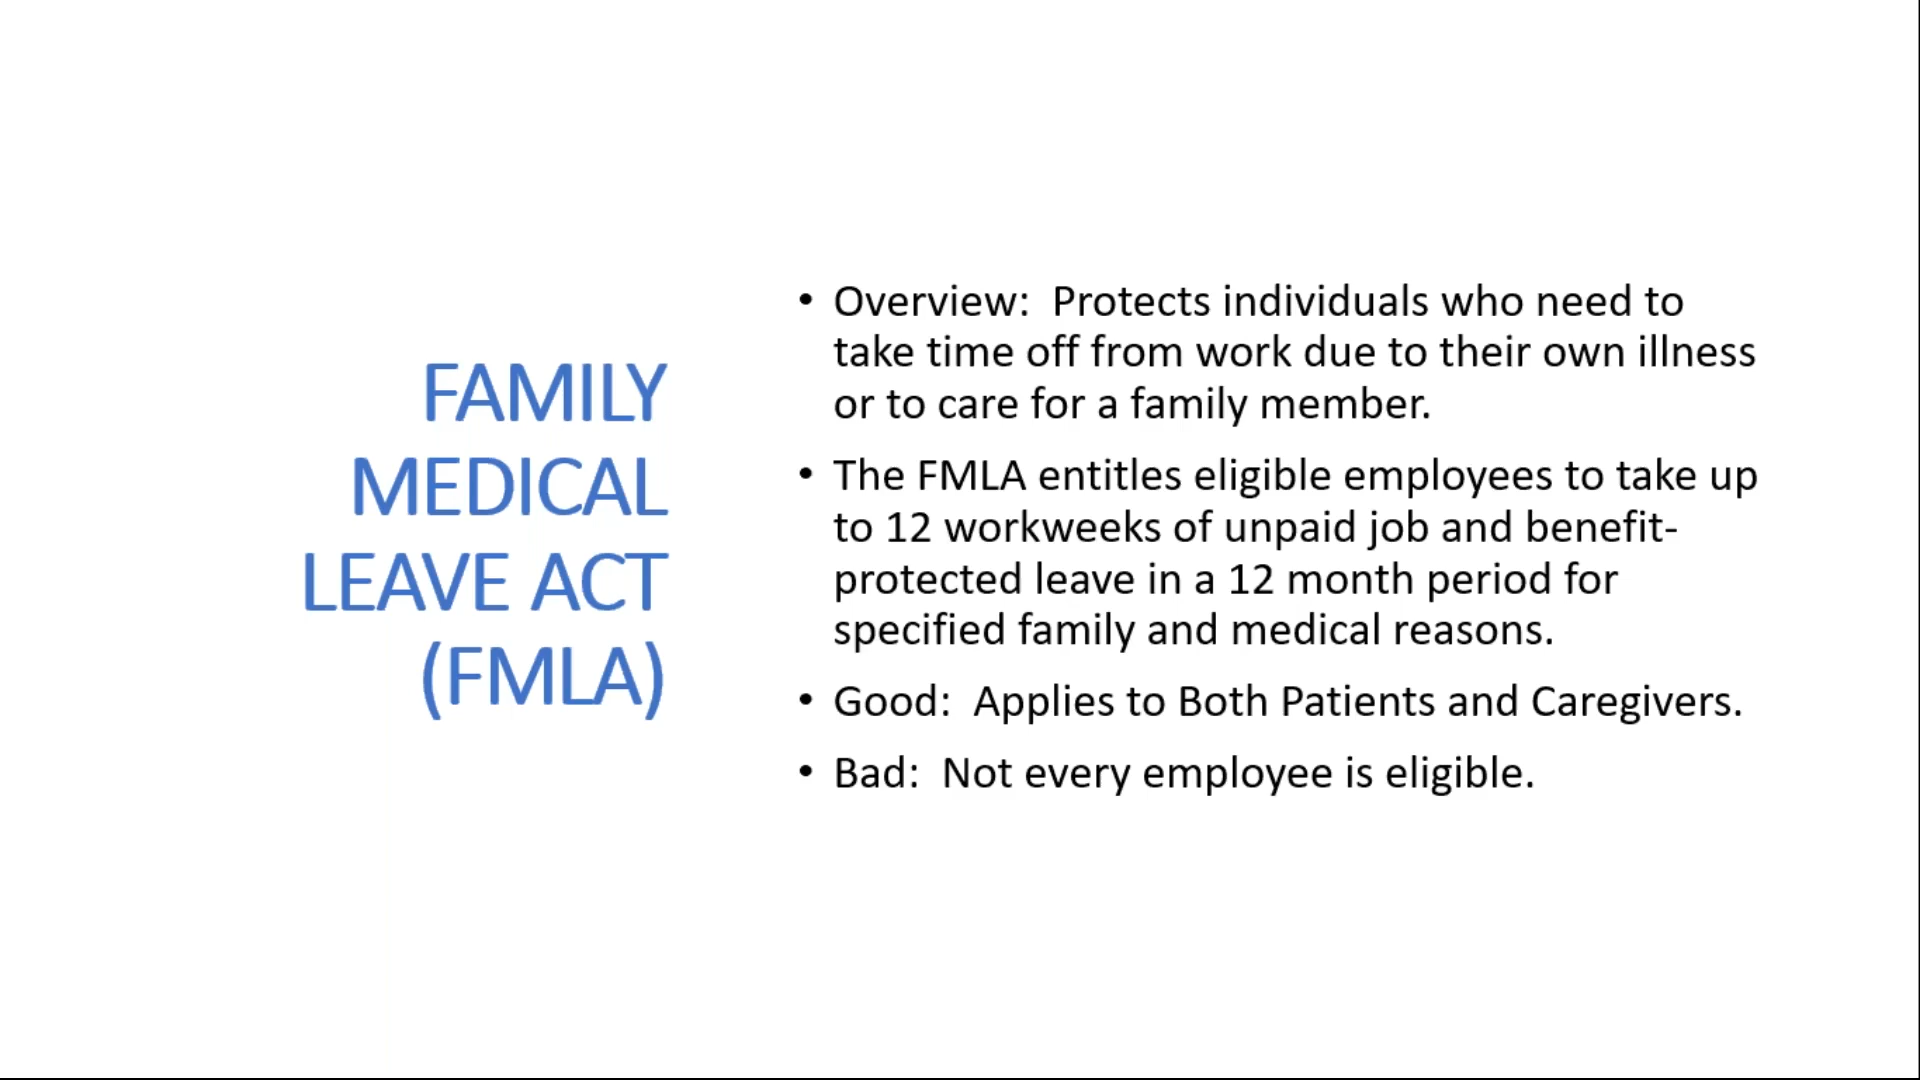 FAMILY
MEDICAL
LEAVE ACT
(FMLA)
• Overview:  Protects individuals who need to
take time off from work due to their own illness
or to care for a family member.
• The FMLA entitles eligible employees to take up
to 12 workweeks of unpaid job and benefit-
protected leave in a 12 month period for
specified family and medical reasons.
• Good:  Applies to Both Patients and Caregivers.
• Bad:  Not every employee is eligible.